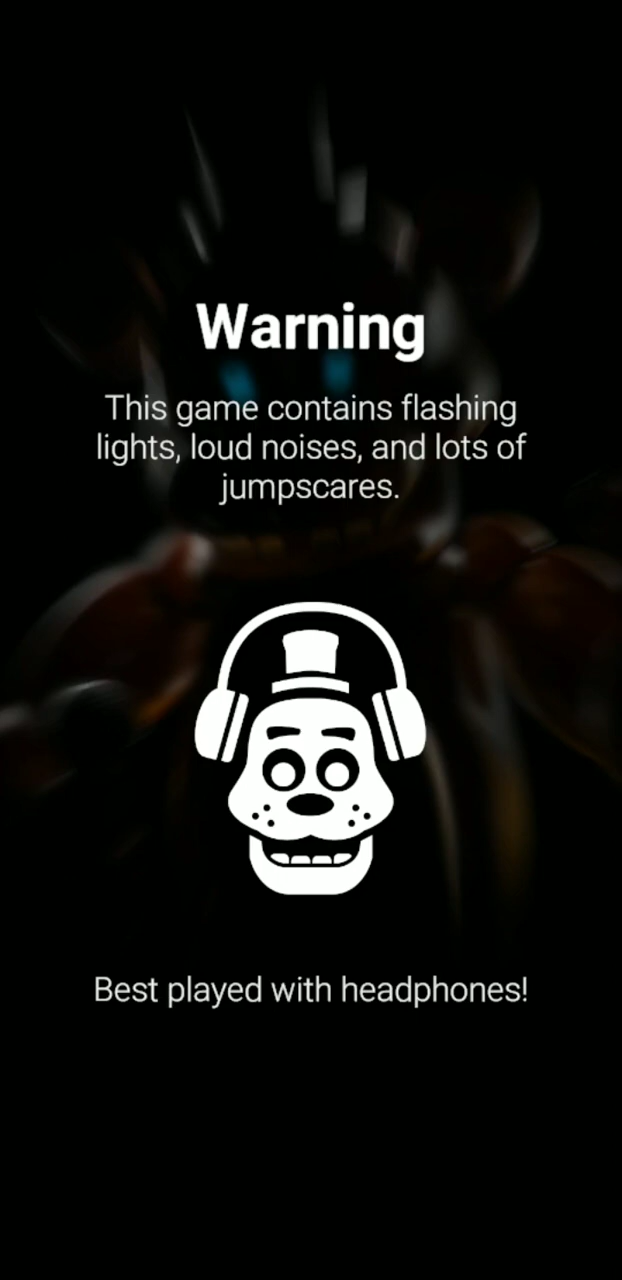 Warning
This game contains flashing
lights, loud noises, and lots of
jumpscares.
Best played with headphones!